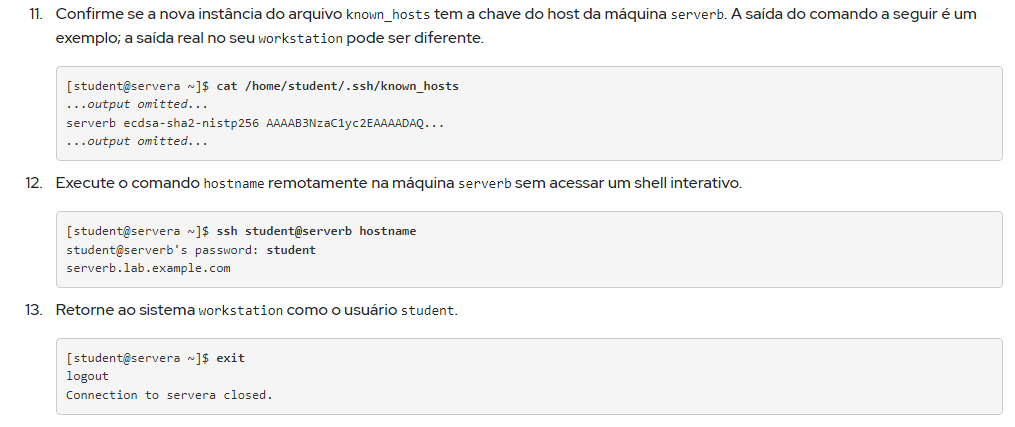 11. Confirme se a nova instância do arquivo known_hosts tem a chave do host da máquina serverb. A saída do comando a seguir é um
exemplo; a saída real no seu workstation pode ser diferente.
[student@servera ~]$ cat /home/student/.ssh/known_hosts
...output omitted...
serverb ecdsa-sha2-nistp256 AAAAB3NzaC1yc2EAAAADAQ...
...output omitted...
12. Execute o comando hostname remotamente na máquina serverb sem acessar um shell interativo.
[student@servera ~]$ ssh student@serverb hostname
student@serverb's password: student
serverb.lab.example.com
13. Retorne ao sistema workstation como o usuário student.
[student@servera ~]$ exit
logout
Connection to servera closed.